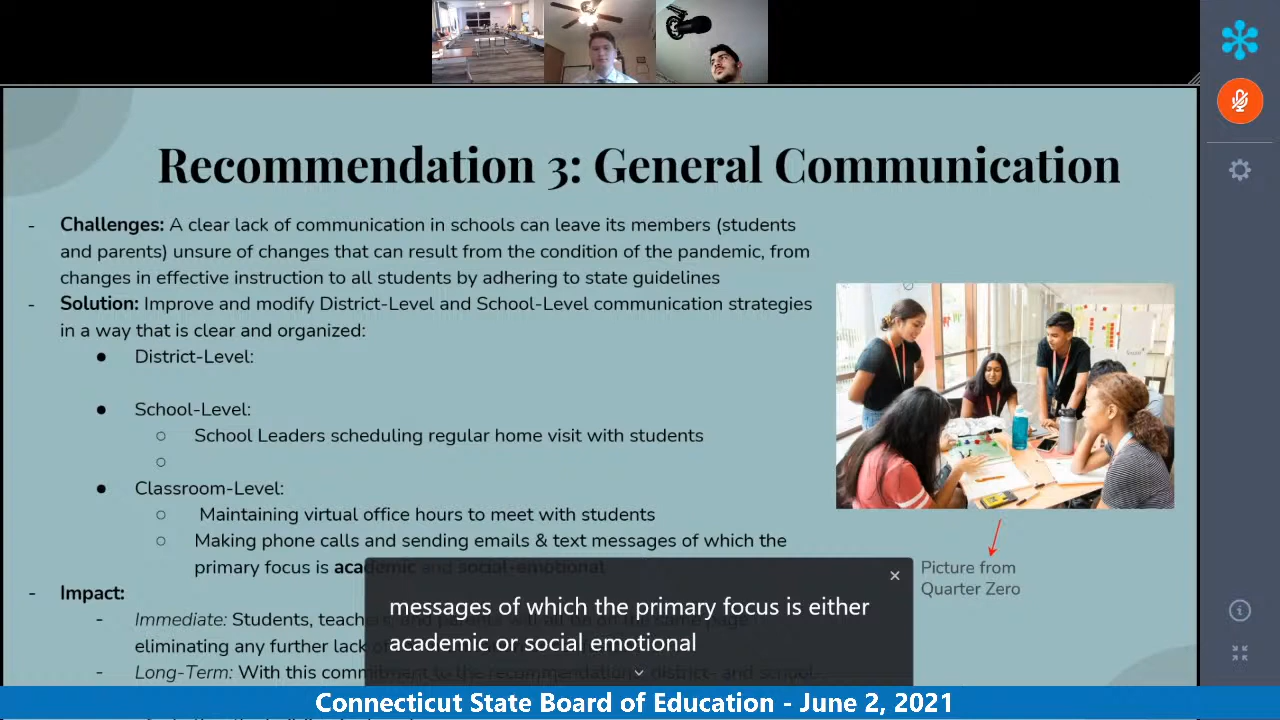 Recommendation 3: General Communication
- Challenges: A clear lack of communication in schools can leave its members (students
and parents) unsure of changes that can result from the condition of the pandemic, from
changes in effective instruction to all students by adhering to state guidelines
- Solution: Improve and modify District-Level and School-Level communication strategies
in a way that is clear and organized:
● District-Level:
● School-Level:
○ School Leaders scheduling regular home visit with students
○
● Classroom-Level:
○ Maintaining virtual office hours to meet with students
○ Making phone calls and sending emails & text messages of which the
primary focus is academic and social-emotional
- Impact:
- Immediate: Students, teachers, and parents will all on on the same page
eliminating any further lack
- Long-Term: With this commitment to the recommendation, district- and school-
Picture from
Quarter Zero
messages of which the primary focus is either
academic or social emotional
Connecticut State Board of Education - June 2, 2021